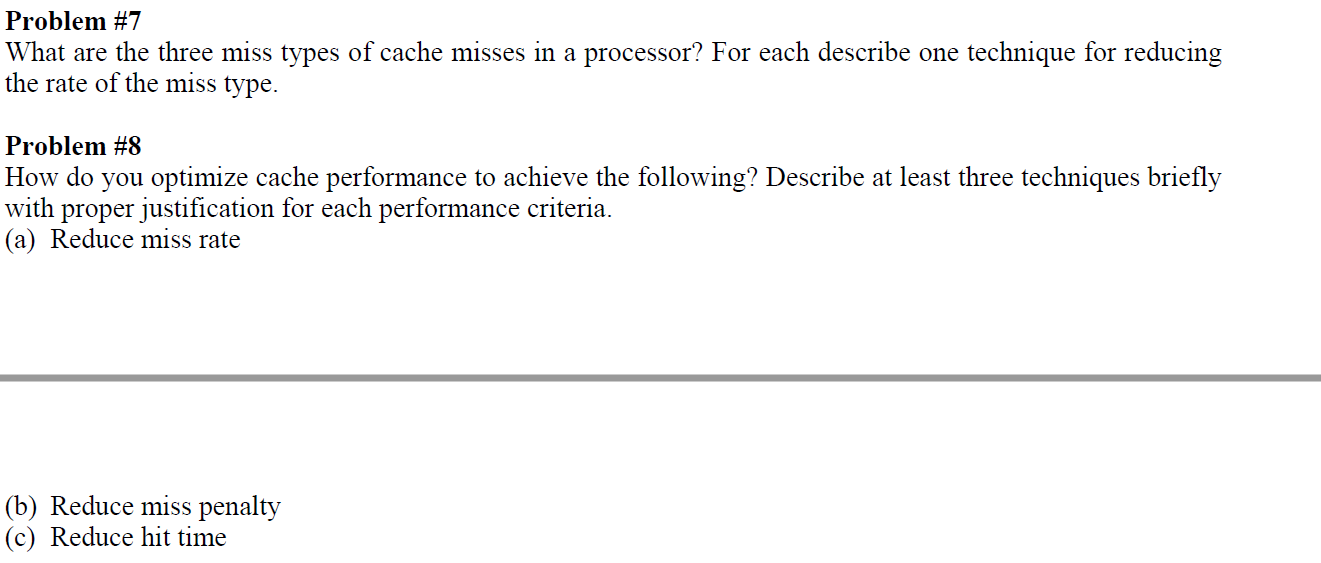 Problem #7
What are the three miss types of cache misses in a processor? For each describe one technique for reducing
the rate of the miss type.
Problem #8
How do you optimize cache performance to achieve the following? Describe at least three techniques briefly
with proper justification for each performance criteria.
(a) Reduce miss rate
(b) Reduce miss penalty
(c) Reduce hit time